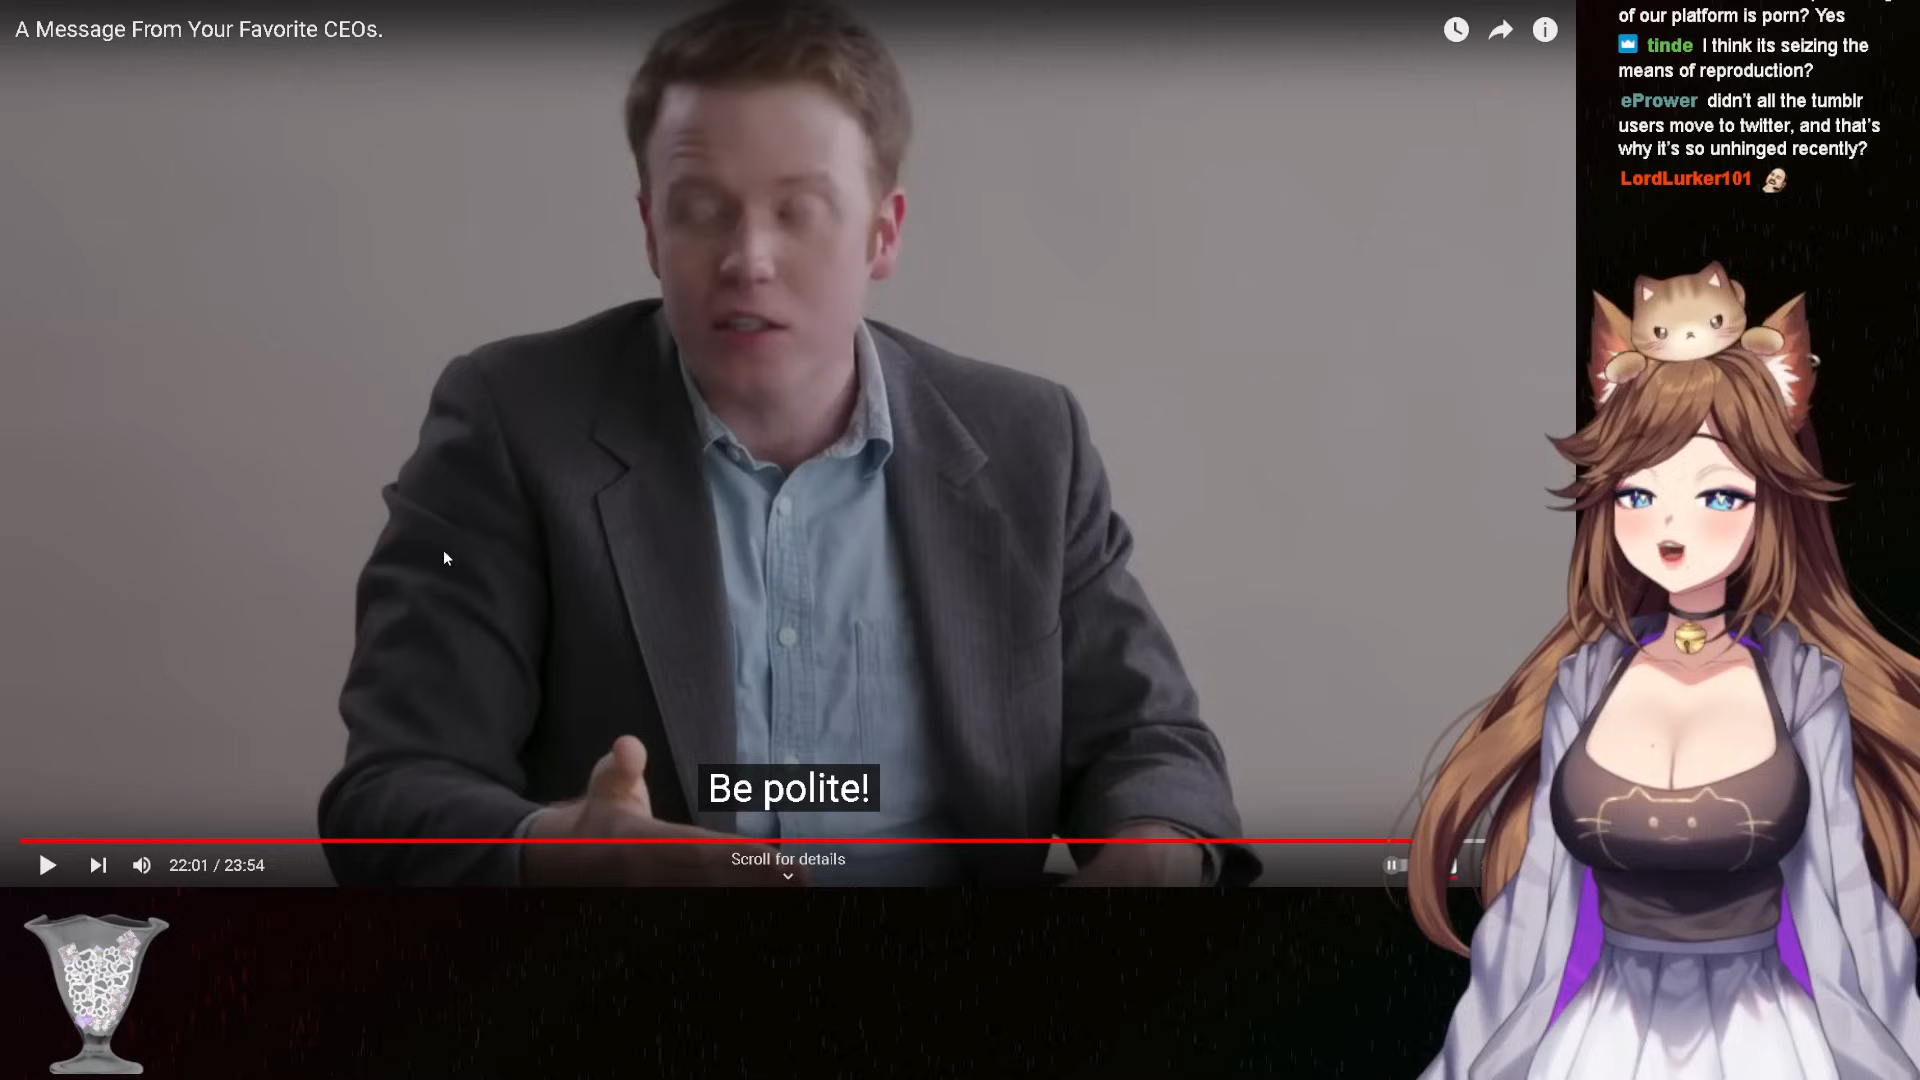 A Message From Your Favorite CEOs.
of our platform is porn? Yes
tinde I think its seizing the
means of reproduction?
ePrower didn't all the tumblr
users move to twitter, and that's
why it's so unhinged recently?
LordLurker101
Be polite!
Scroll for details
22:01 / 23:54